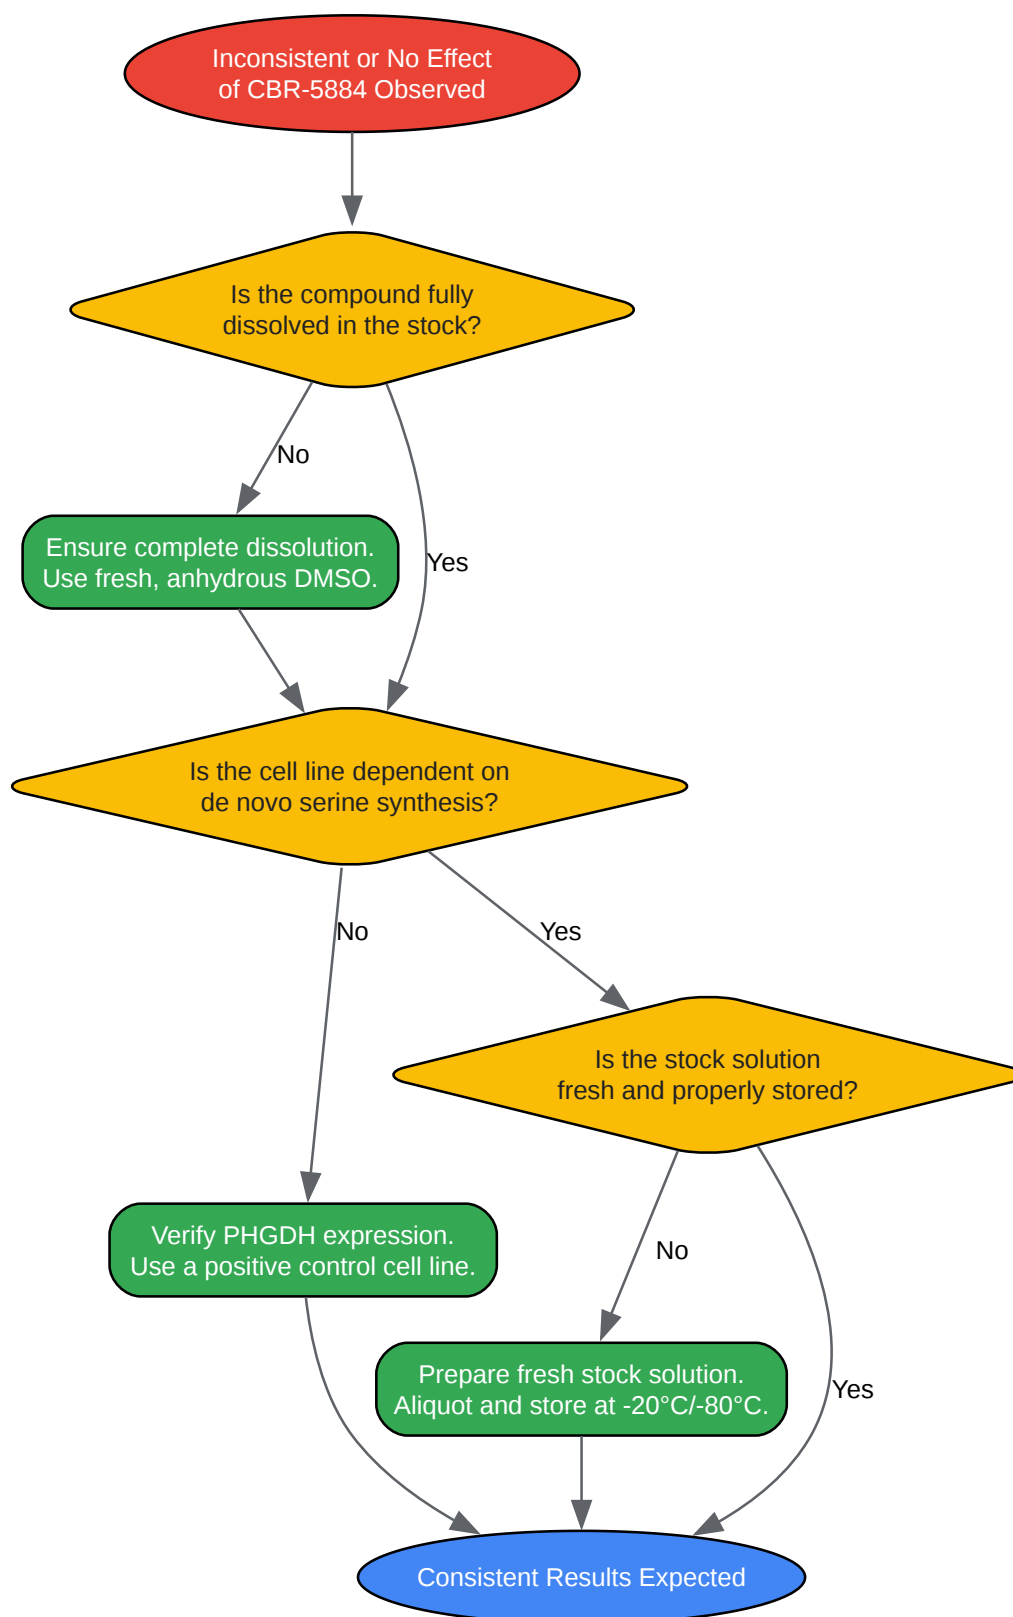 Inconsistent or No Effect
of CBR-5884 Observed
Is the compound fully
dissolved in the stock?
No
Ensure complete dissolution.
Use fresh, anhydrous DMSO.
Yes
Is the cell line dependent on
de novo serine synthesis?
No
Yes
Is the stock solution
fresh and properly stored?
Verify PHGDH expression.
Use a positive control cell line.
No
Prepare fresh stock solution.
Aliquot and store at -20°C/-80°C.
Yes
Consistent Results Expected